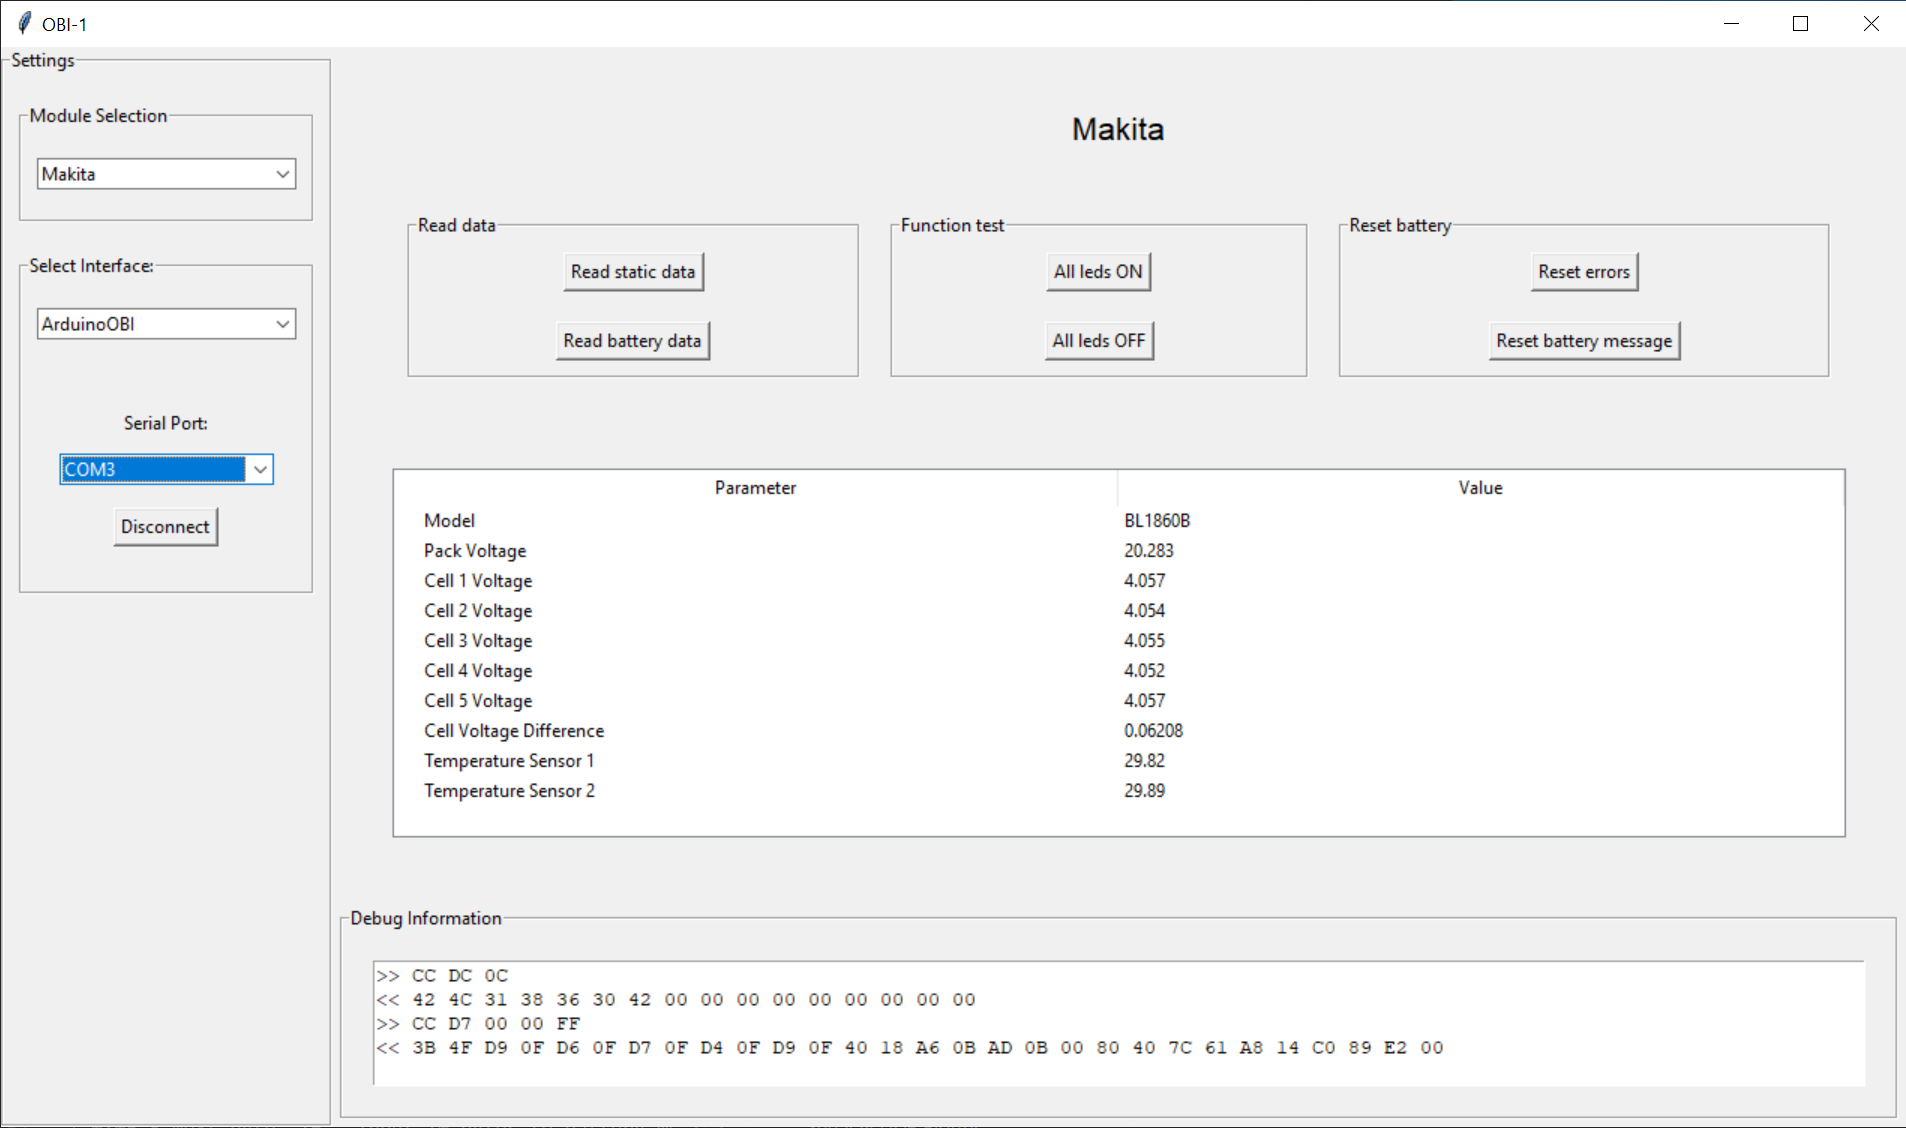 OBI-1
Settings
Module Selection
Makita
Select Interface:
ArduinoOBI
Serial Port:
COM3
Disconnect
Makita
Read data
Read static data
Read battery data
Function test
All leds ON
All leds OFF
Reset battery
Reset errors
Reset battery message
Parameter Value
Model BL1860B
Pack Voltage 20.283
Cell 1 Voltage 4.057
Cell 2 Voltage 4.054
Cell 3 Voltage 4.055
Cell 4 Voltage 4.052
Cell 5 Voltage 4.057
Cell Voltage Difference 0.06208
Temperature Sensor 1 29.82
Temperature Sensor 2 29.89
Debug Information
>> CC DC 0C
<< 42 4C 31 38 36 30 42 00 00 00 00 00 00 00 00 00
>> CC D7 00 00 FF
<< 3B 4F D9 0F D6 0F D7 0F D4 0F D9 0F 40 18 A6 0B AD 0B 00 80 40 7C 61 A8 14 C0 89 E2 00